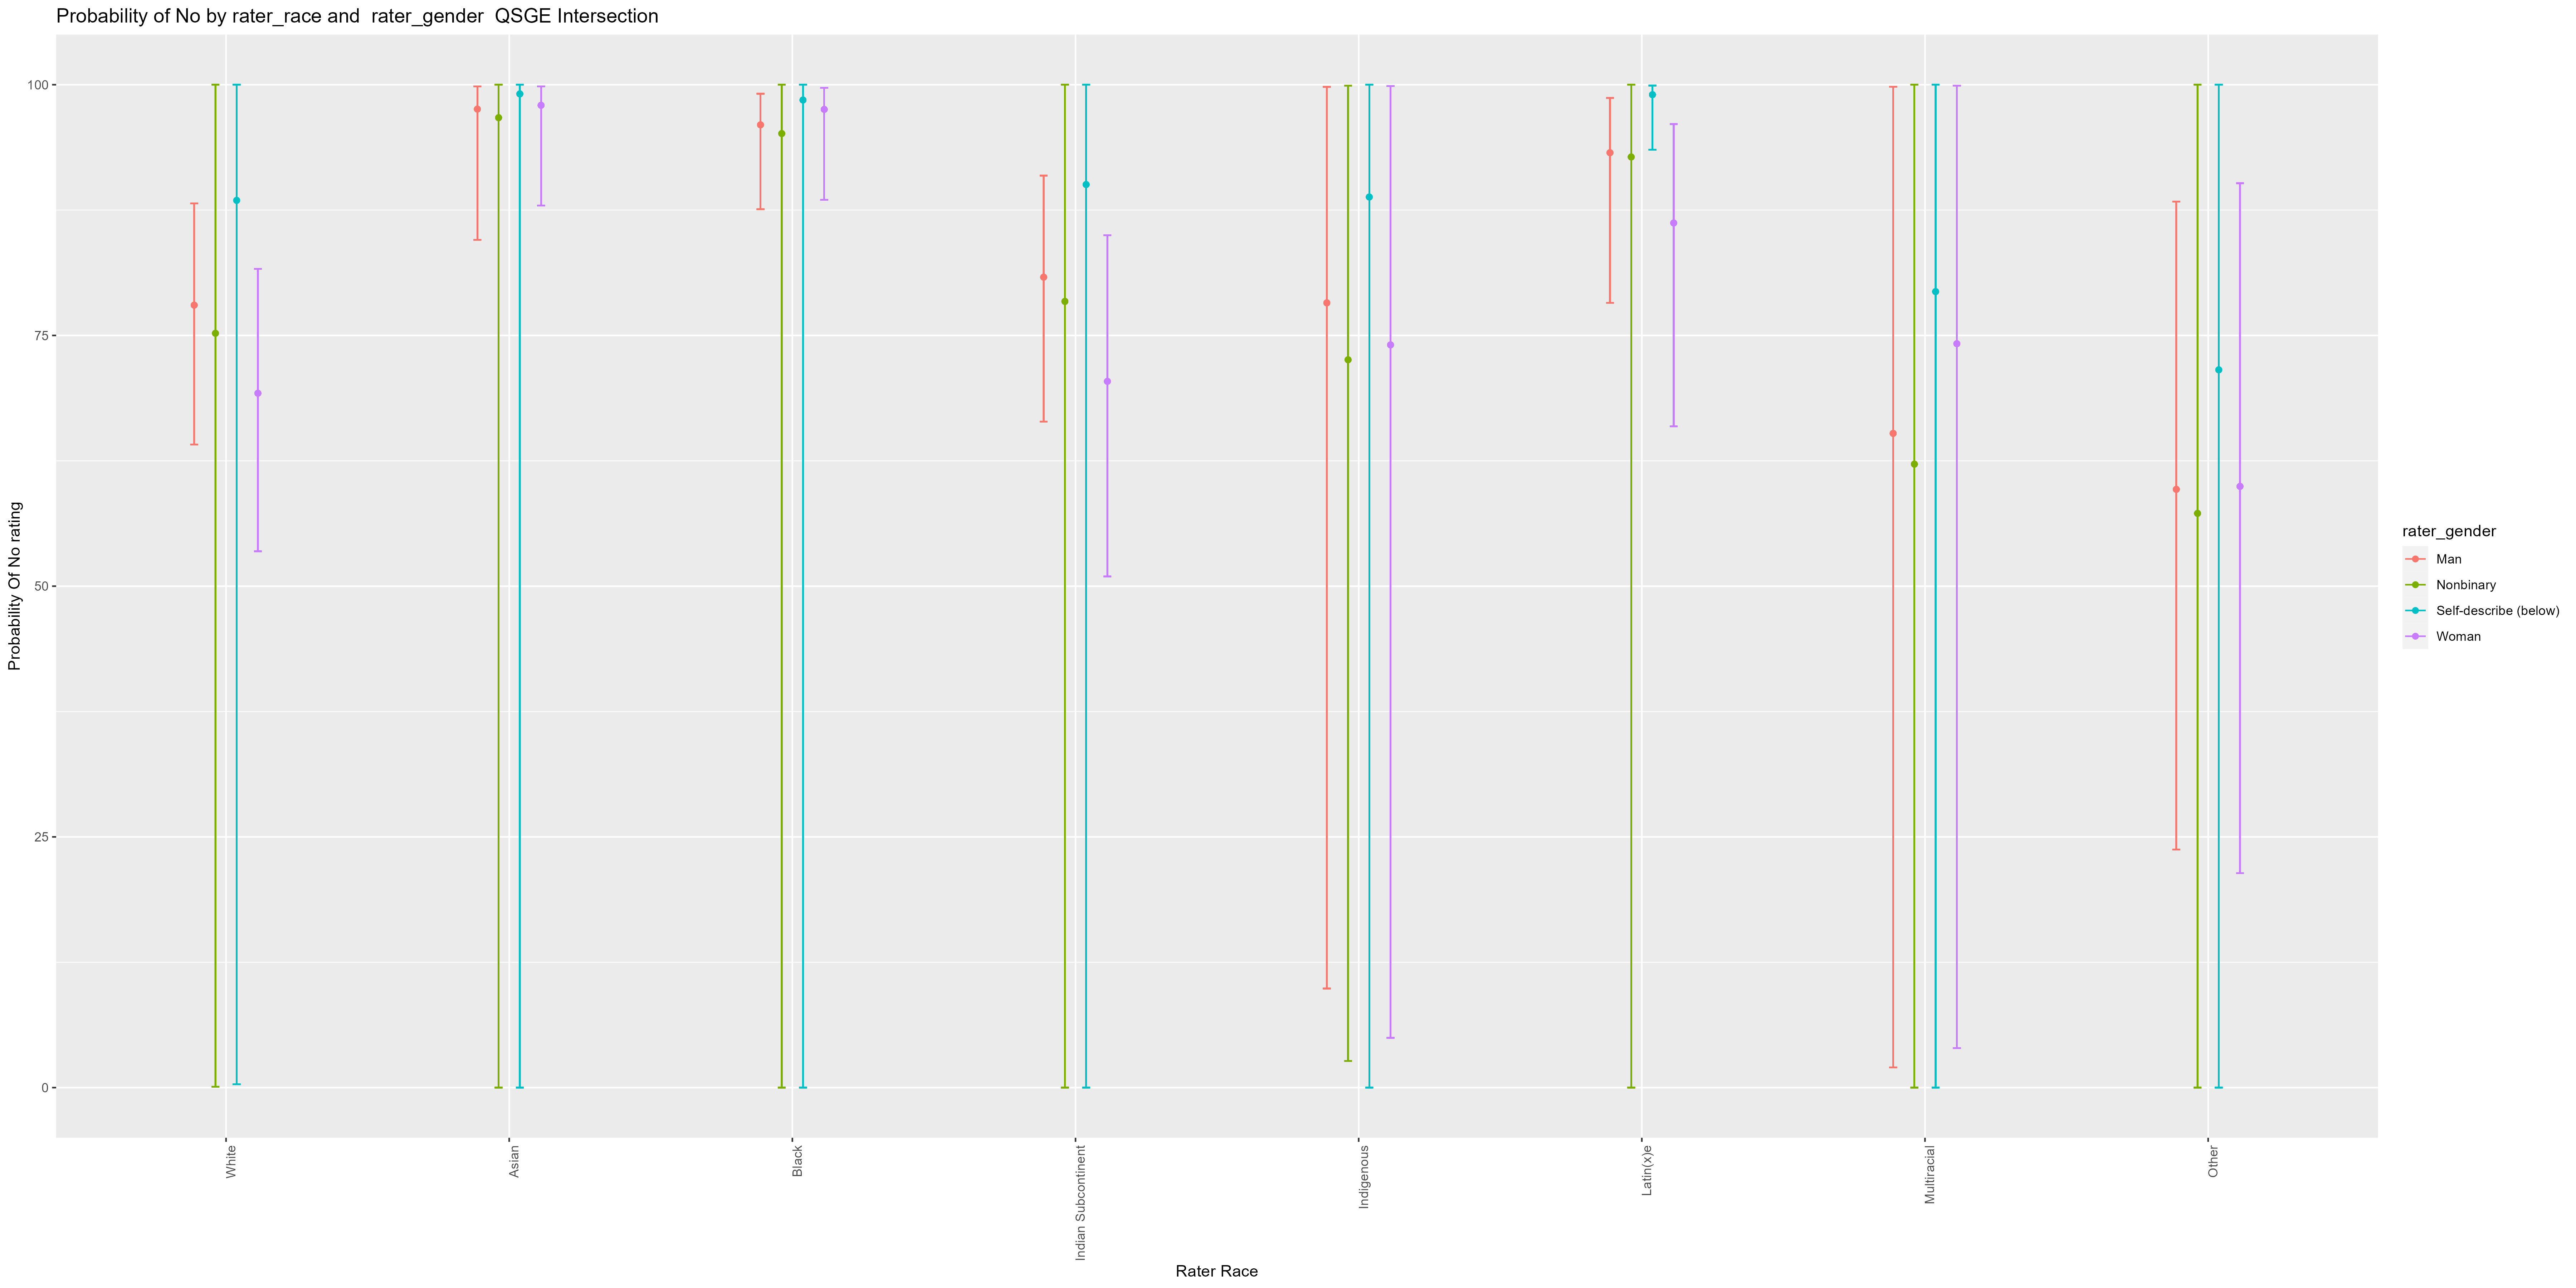 Probability of No by rater_race and  rater_gender  QSGE Intersection
100
75
50
25
0
Probability Of No rating
White
Asian
Black
Indian Subcontinent
Indigenous
Latin(x)e
Multiracial
Other
Rater Race
rater_gender
Man
Nonbinary
Self-describe (below)
Woman